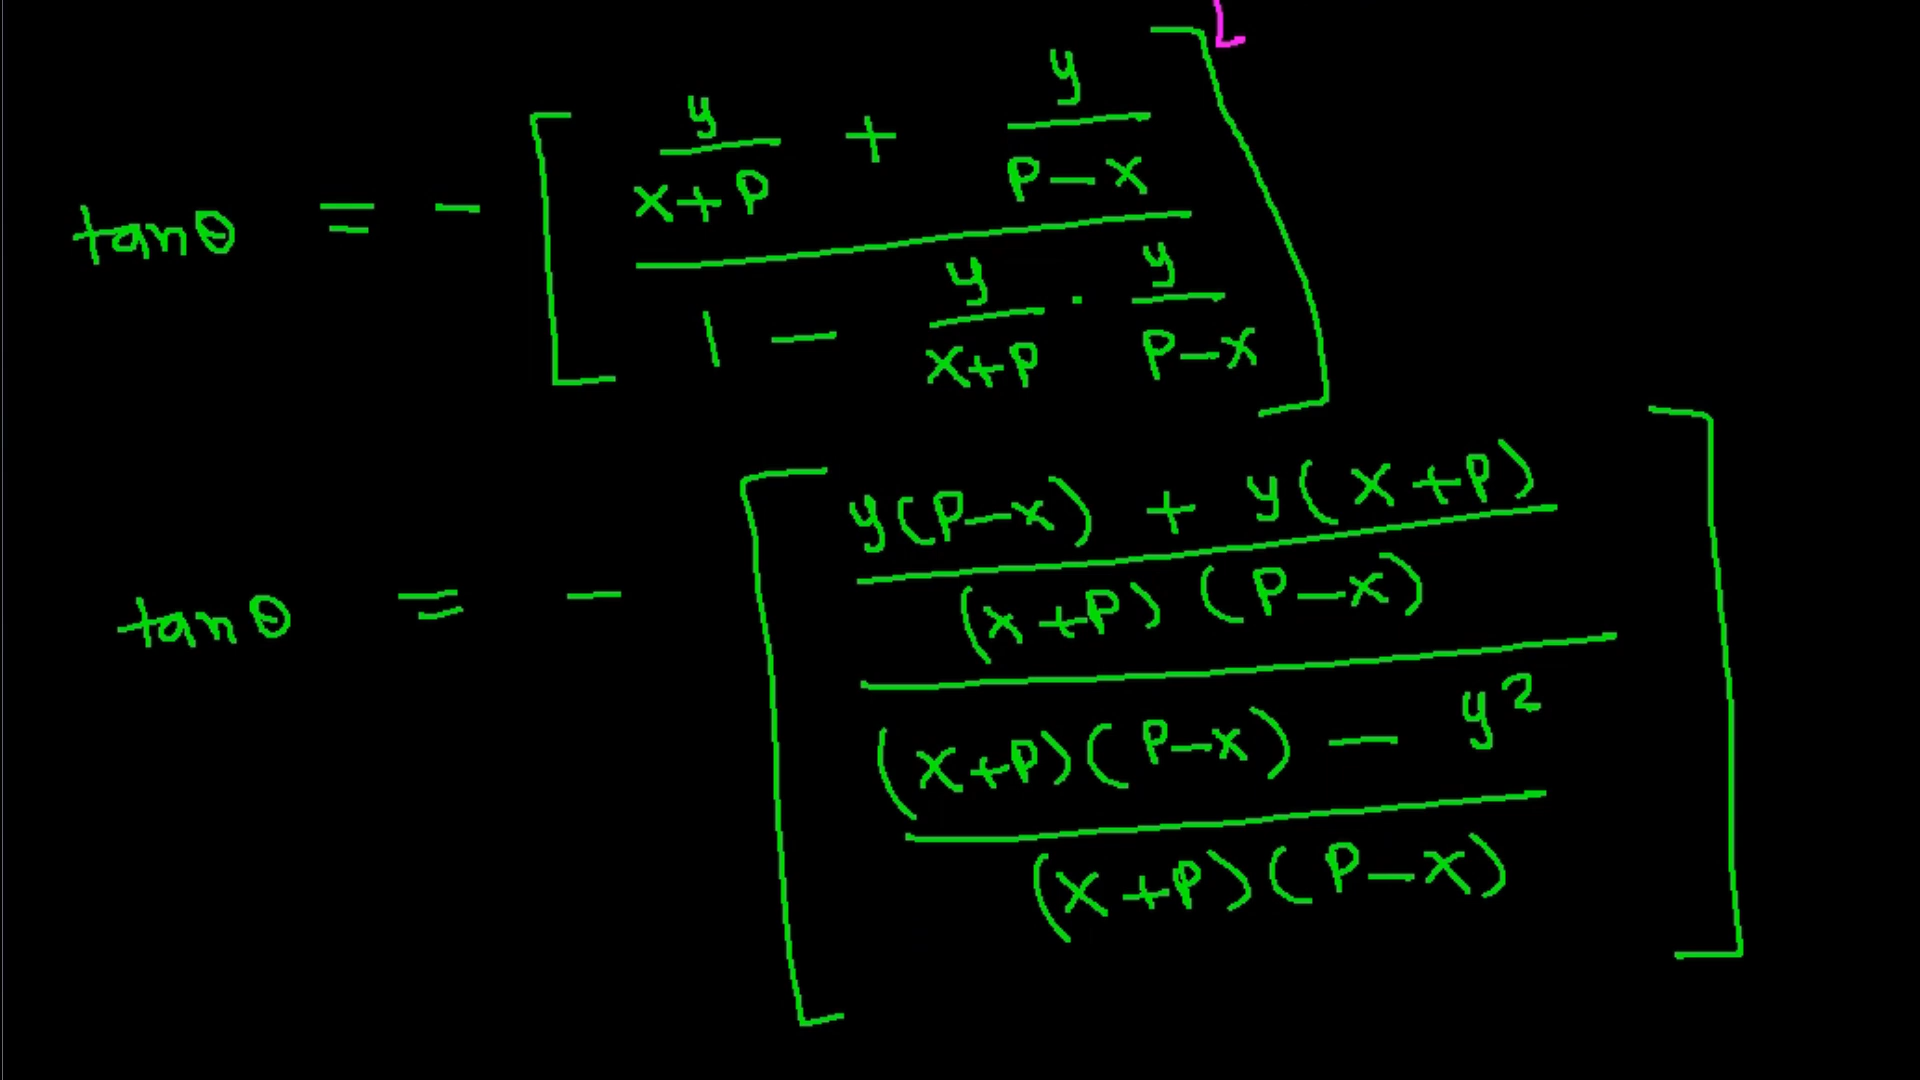 tanθ = - [ (y/(x+P) + y/(P-x)) / (1 - y/(x+P) · y/(P-x)) ]
tanθ = - [ ((y(P-x) + y(x+P)) / ((x+P)(P-x))) / (((x+P)(P-x) - y²) / ((x+P)(P-x))) ]